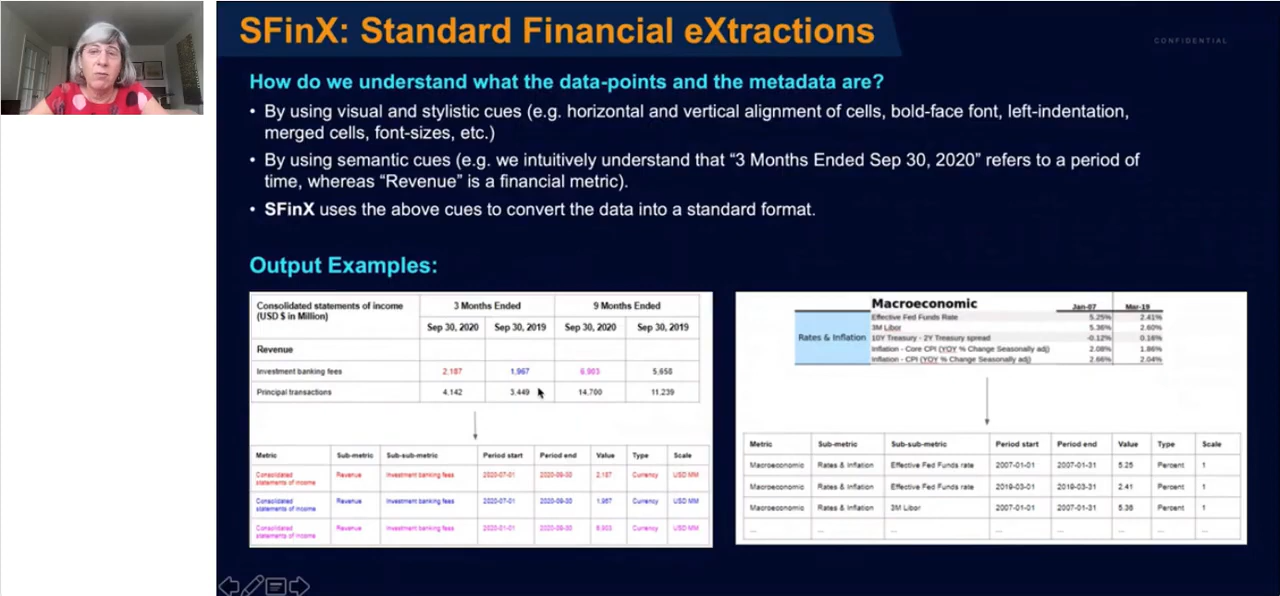 SFinX: Standard Financial eXtractions
CONFIDENTIAL
How do we understand what the data-points and the metadata are?
• By using visual and stylistic cues (e.g. horizontal and vertical alignment of cells, bold-face font, left-indentation,
merged cells, font-sizes, etc.)
• By using semantic cues (e.g. we intuitively understand that “3 Months Ended Sep 30, 2020” refers to a period of
time, whereas “Revenue” is a financial metric).
• SFinX uses the above cues to convert the data into a standard format.
Output Examples:
Consolidated statements of income
(USD $ in Million)
3 Months Ended 9 Months Ended
Sep 30, 2020 Sep 30, 2019 Sep 30, 2020 Sep 30, 2019
Revenue
Investment banking fees 2,187 1,967 6,903 5,658
Principal transactions 4,142 3,449 14,700 11,239
Metric Sub-metric Sub-sub-metric Period start Period end Value Type Scale
Consolidated
statements of income Revenue Investment banking fees 2020-07-01 2020-09-30 2,187 Currency USD MM
Consolidated
statements of income Revenue Investment banking fees 2020-07-01 2020-09-30 1,967 Currency USD MM
Consolidated
statements of income Revenue Investment banking fees 2020-01-01 2020-09-30 6,903 Currency USD MM
Macroeconomic Jan-07 Mar-19
Rates & Inflation
Effective Fed Funds Rate 5.25% 2.41%
3M Libor 5.36% 2.60%
10Y Treasury - 2Y Treasury spread -0.12% 0.16%
Inflation - Core CPI (YOY % Change Seasonally adj) 2.08% 1.86%
Inflation - CPI (YOY % Change Seasonally adj) 2.66% 2.04%
Metric Sub-metric Sub-sub-metric Period start Period end Value Type Scale
Macroeconomic Rates & Inflation Effective Fed Funds rate 2007-01-01 2007-01-31 5.25 Percent 1
Macroeconomic Rates & Inflation Effective Fed Funds rate 2019-03-01 2019-03-31 2.41 Percent 1
Macroeconomic Rates & Inflation 3M Libor 2007-01-01 2007-01-31 5.36 Percent 1
... ... ... ... ... ... ... ...